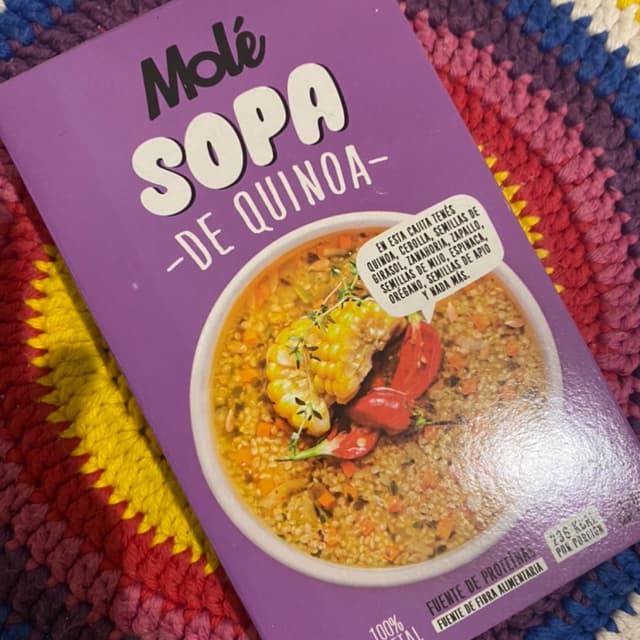 Molé
SOPA
-DE QUINOA-
EN ESTA CAJITA TENÉS
QUINOA, CEBOLLA, SEMILLAS DE
GIRASOL, ZANAHORIA, ZAPALLO,
SEMILLAS DE MIJO, ESPINACA,
ORÉGANO, SEMILLAS DE APIO
Y NADA MÁS.
236 KCAL
POR PORCIÓN
FUENTE DE PROTEÍNAS
FUENTE DE FIBRA ALIMENTARIA
100%